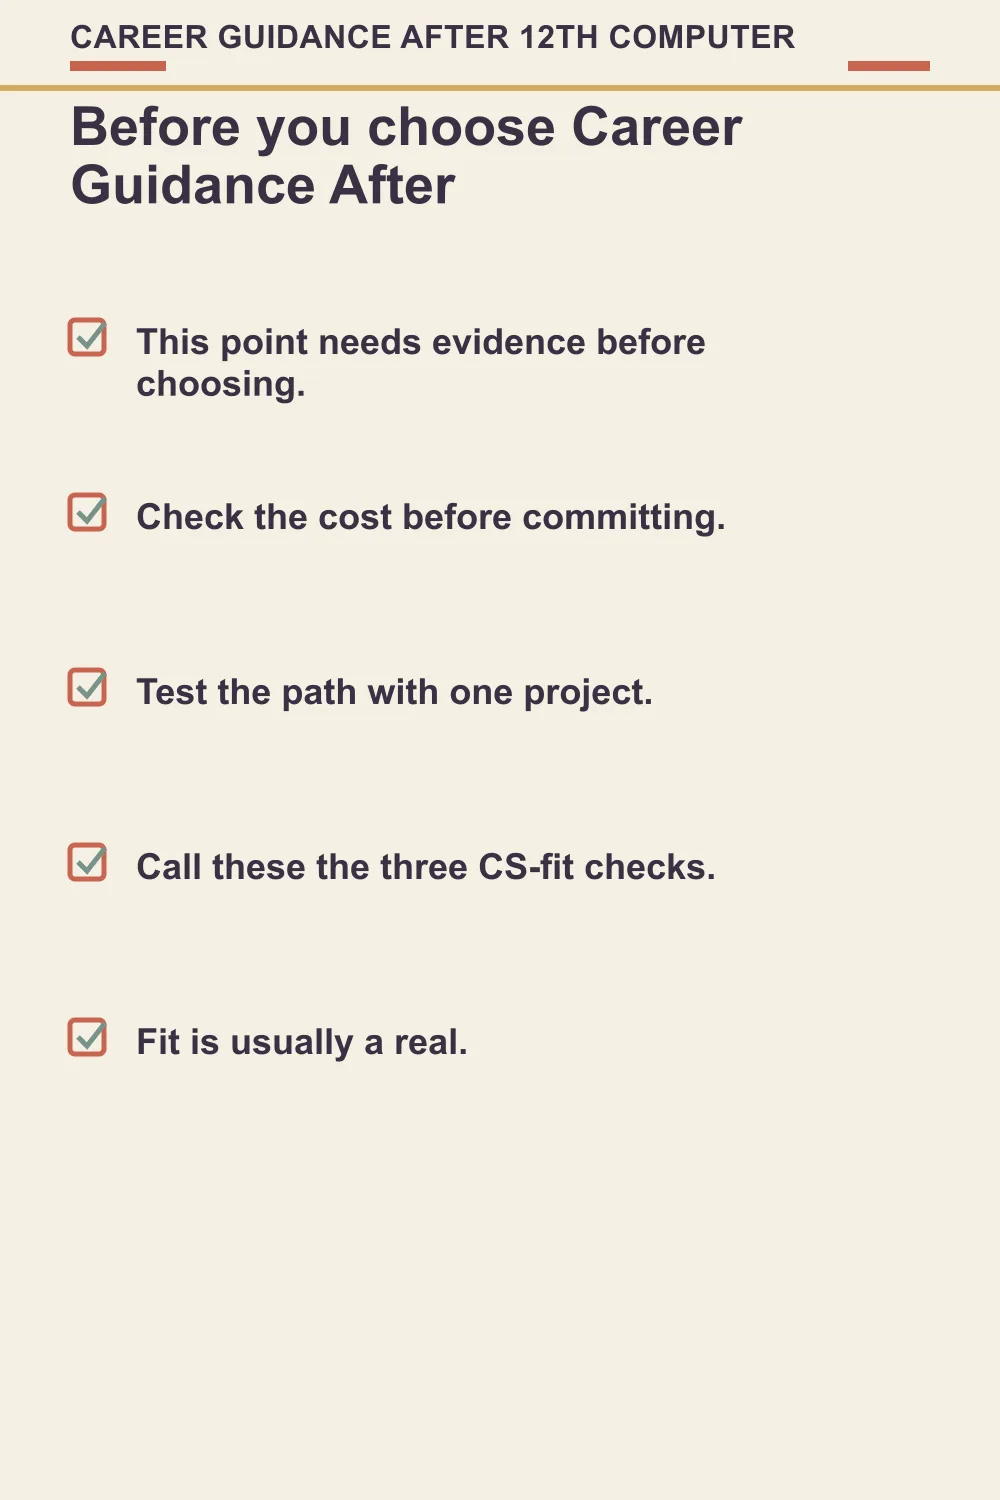 CAREER GUIDANCE AFTER 12TH COMPUTER
Before you choose Career
Guidance After
This point needs evidence before
choosing.
Check the cost before committing.
Test the path with one project.
Call these the three CS-fit checks.
Fit is usually a real.